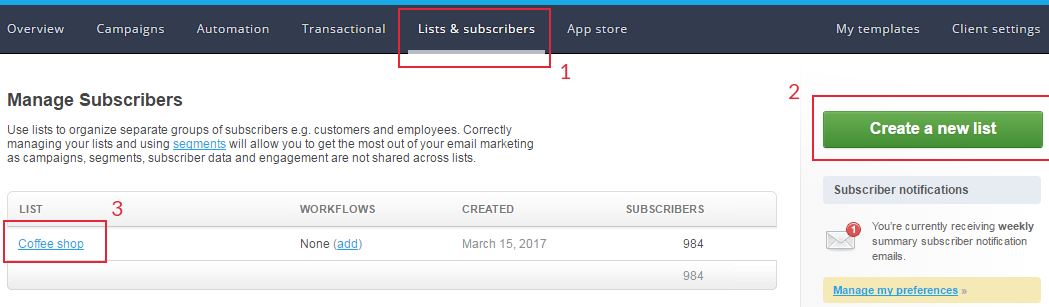 Overview Campaigns Automation Transactional Lists & subscribers App store My templates Client settings
1
2
Manage Subscribers
Use lists to organize separate groups of subscribers e.g. customers and employees. Correctly
managing your lists and using segments will allow you to get the most out of your email marketing
as campaigns, segments, subscriber data and engagement are not shared across lists.
3
LIST WORKFLOWS CREATED SUBSCRIBERS
Coffee shop None (add) March 15, 2017 984
984
Create a new list
Subscriber notifications
1
You're currently receiving weekly
summary subscriber notification
emails.
Manage my preferences »